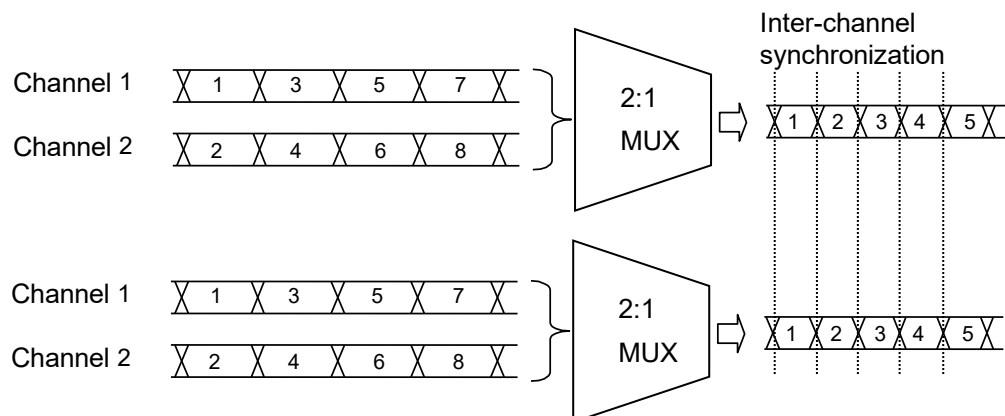 Inter-channel
synchronization
Channel 1 1 3 5 7
Channel 2 2 4 6 8
2:1
MUX
1 2 3 4 5
Channel 1 1 3 5 7
Channel 2 2 4 6 8
2:1
MUX
1 2 3 4 5